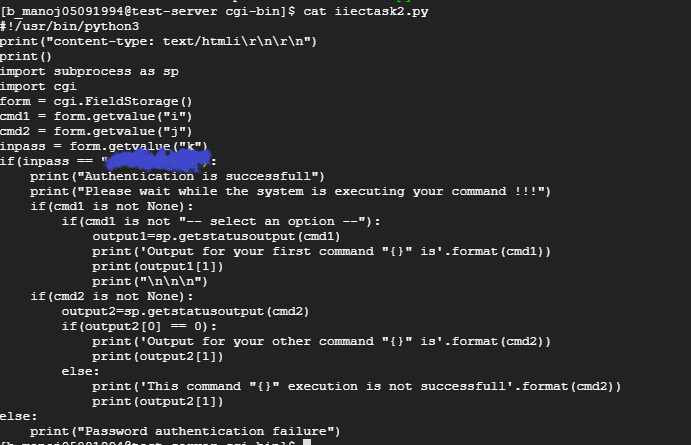 [b_manoj05091994@test-server cgi-bin]$ cat iiectask2.py
#!/usr/bin/python3
print("content-type: text/htmli\r\n\r\n")
print()
import subprocess as sp
import cgi
form = cgi.FieldStorage()
cmd1 = form.getvalue("i")
cmd2 = form.getvalue("j")
inpass = form.getvalue("k")
if(inpass == "):
    print("Authentication is successfull")
    print("Please wait while the system is executing your command !!!")
    if(cmd1 is not None):
        if(cmd1 is not "-- select an option --"):
            output1=sp.getstatusoutput(cmd1)
            print('Output for your first command "{}" is'.format(cmd1))
            print(output1[1])
            print("\n\n\n")
    if(cmd2 is not None):
        output2=sp.getstatusoutput(cmd2)
        if(output2[0] == 0):
            print('Output for your other command "{}" is'.format(cmd2))
            print(output2[1])
        else:
            print('This command "{}" execution is not successfull'.format(cmd2))
            print(output2[1])
else:
    print("Password authentication failure")
[b_manoj05091994@test-server cgi-bin]$